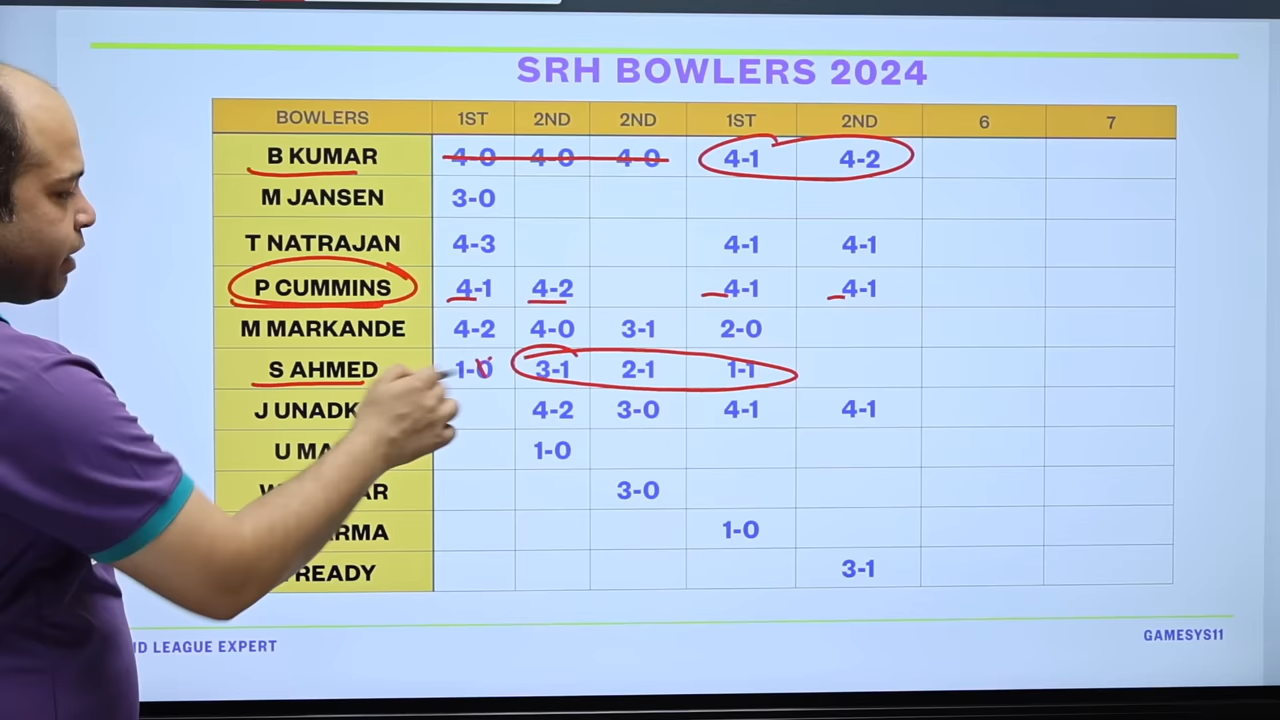 SRH BOWLERS 2024
BOWLERS 1ST 2ND 2ND 1ST 2ND 6 7
B KUMAR 4-0 4-0 4-0 4-1 4-2
M JANSEN 3-0
T NATRAJAN 4-3 4-1 4-1
P CUMMINS 4-1 4-2 4-1 4-1
M MARKANDE 4-2 4-0 3-1 2-0
S AHMED 1-0 3-1 2-1 1-1
J UNADK 4-2 3-0 4-1 4-1
U MA 1-0
W AR 3-0
RMA 1-0
READY 3-1
D LEAGUE EXPERT
GAMESYS11